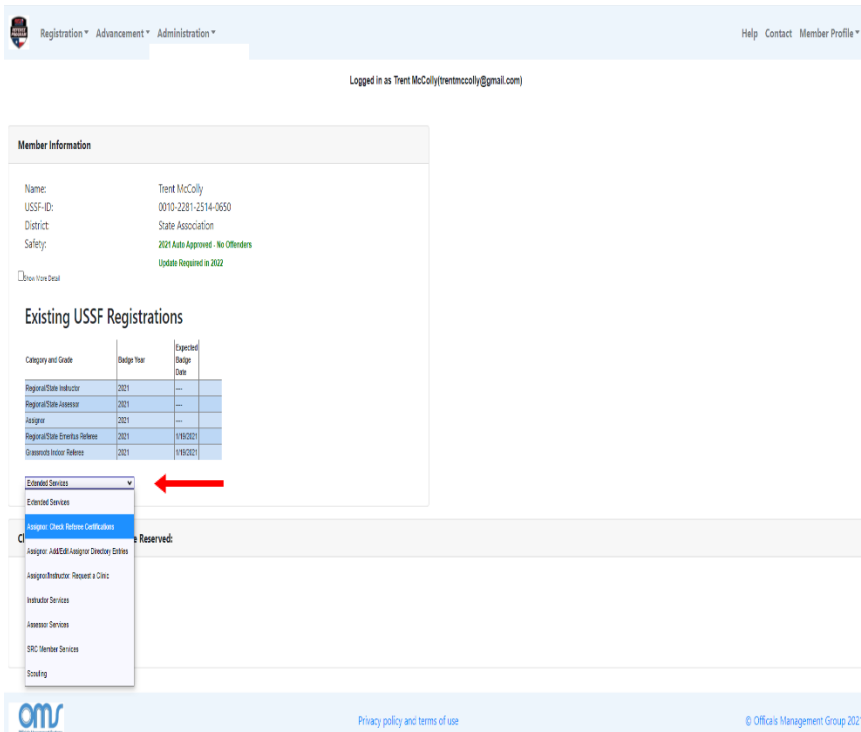 REFEREE
PROGRAM
Registration Advancement Administration
Help Contact Member Profile
Logged in as Trent McColly(trentmccolly@gmail.com)
Member Information
Name: Trent McColly
USSF-ID: 0010-2281-2514-0650
District: State Association
Safety: 2021 Auto Approved - No Offenders
Update Required in 2022
Show More Detail
Existing USSF Registrations
Category and Grade Badge Year Expected Badge Date
Regional/State Instructor 2021 ---
Regional/State Assessor 2021 ---
Assignor 2021 ---
Regional/State Emeritus Referee 2021 1/19/2021
Grassroots Indoor Referee 2021 1/19/2021
Extended Services
Extended Services
Assignor: Check Referee Certifications
Cl e Reserved:
Assignor: Add/Edit Assignor Directory Entries
Assignor/Instructor: Request a Clinic
Instructor Services
Assessor Services
SRC Member Services
Scouting
oms
Privacy policy and terms of use
© Officals Management Group 2021